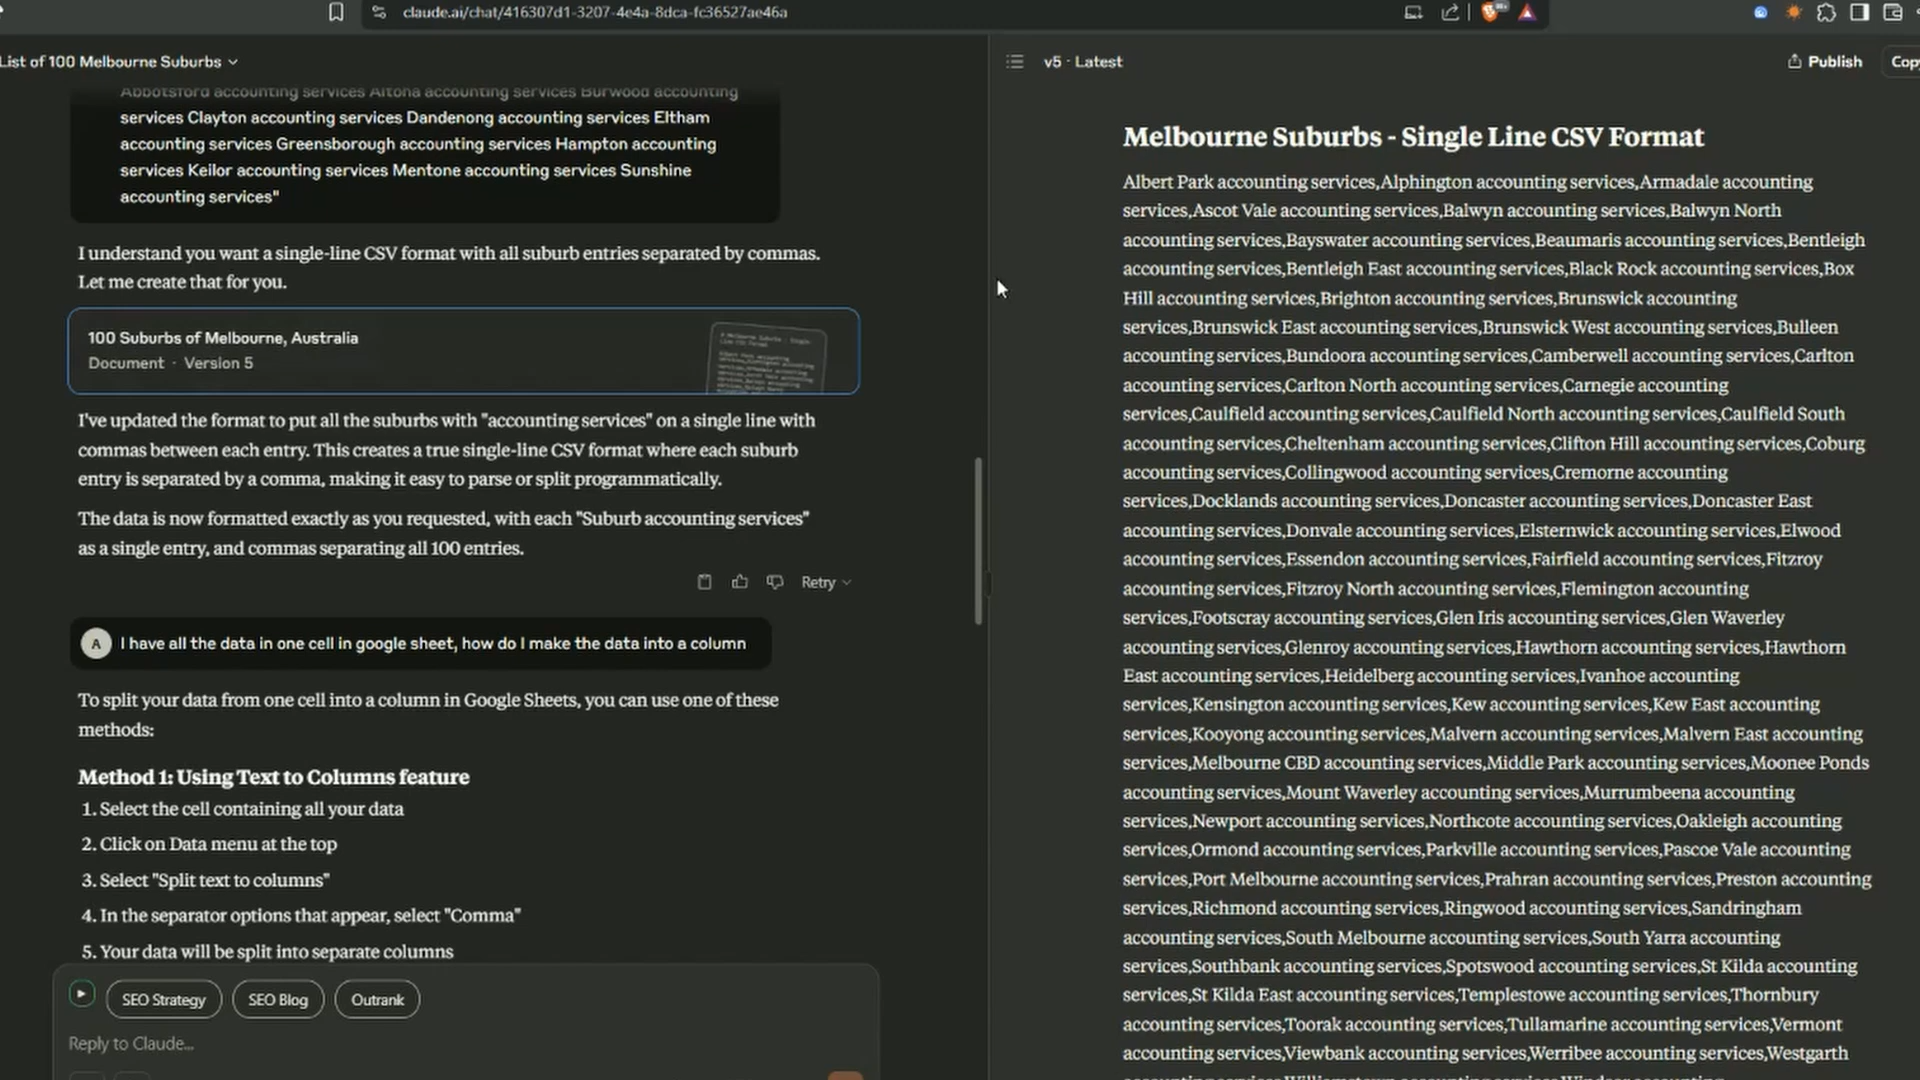 claude.ai/chat/416307d1-3207-4e4a-8dca-fc36527ae46a
List of 100 Melbourne Suburbs
Abbotsford accounting services Altona accounting services Burwood accounting
services Clayton accounting services Dandenong accounting services Eltham
accounting services Greensborough accounting services Hampton accounting
services Keilor accounting services Mentone accounting services Sunshine
accounting services"
I understand you want a single-line CSV format with all suburb entries separated by commas.
Let me create that for you.
100 Suburbs of Melbourne, Australia
Document · Version 5
I've updated the format to put all the suburbs with "accounting services" on a single line with
commas between each entry. This creates a true single-line CSV format where each suburb
entry is separated by a comma, making it easy to parse or split programmatically.
The data is now formatted exactly as you requested, with each "Suburb accounting services"
as a single entry, and commas separating all 100 entries.
Retry
A
I have all the data in one cell in google sheet, how do I make the data into a column
To split your data from one cell into a column in Google Sheets, you can use one of these
methods:
Method 1: Using Text to Columns feature
1. Select the cell containing all your data
2. Click on Data menu at the top
3. Select "Split text to columns"
4. In the separator options that appear, select "Comma"
5. Your data will be split into separate columns
SEO Strategy
SEO Blog
Outrank
Reply to Claude...
v5 · Latest
Publish
Melbourne Suburbs - Single Line CSV Format
Albert Park accounting services,Alphington accounting services,Armadale accounting
services,Ascot Vale accounting services,Balwyn accounting services,Balwyn North
accounting services,Bayswater accounting services,Beaumaris accounting services,Bentleigh
accounting services,Bentleigh East accounting services,Black Rock accounting services,Box
Hill accounting services,Brighton accounting services,Brunswick accounting
services,Brunswick East accounting services,Brunswick West accounting services,Bulleen
accounting services,Bundoora accounting services,Camberwell accounting services,Carlton
accounting services,Carlton North accounting services,Carnegie accounting
services,Caulfield accounting services,Caulfield North accounting services,Caulfield South
accounting services,Cheltenham accounting services,Clifton Hill accounting services,Coburg
accounting services,Collingwood accounting services,Cremorne accounting
services,Docklands accounting services,Doncaster accounting services,Doncaster East
accounting services,Donvale accounting services,Elsternwick accounting services,Elwood
accounting services,Essendon accounting services,Fairfield accounting services,Fitzroy
accounting services,Fitzroy North accounting services,Flemington accounting
services,Footscray accounting services,Glen Iris accounting services,Glen Waverley
accounting services,Glenroy accounting services,Hawthorn accounting services,Hawthorn
East accounting services,Heidelberg accounting services,Ivanhoe accounting
services,Kensington accounting services,Kew accounting services,Kew East accounting
services,Kooyong accounting services,Malvern accounting services,Malvern East accounting
services,Melbourne CBD accounting services,Middle Park accounting services,Moonee Ponds
accounting services,Mount Waverley accounting services,Murrumbeena accounting
services,Newport accounting services,Northcote accounting services,Oakleigh accounting
services,Ormond accounting services,Parkville accounting services,Pascoe Vale accounting
services,Port Melbourne accounting services,Prahran accounting services,Preston accounting
services,Richmond accounting services,Ringwood accounting services,Sandringham
accounting services,South Melbourne accounting services,South Yarra accounting
services,Southbank accounting services,Spotswood accounting services,St Kilda accounting
services,St Kilda East accounting services,Templestowe accounting services,Thornbury
accounting services,Toorak accounting services,Tullamarine accounting services,Vermont
accounting services,Viewbank accounting services,Werribee accounting services,Westgarth